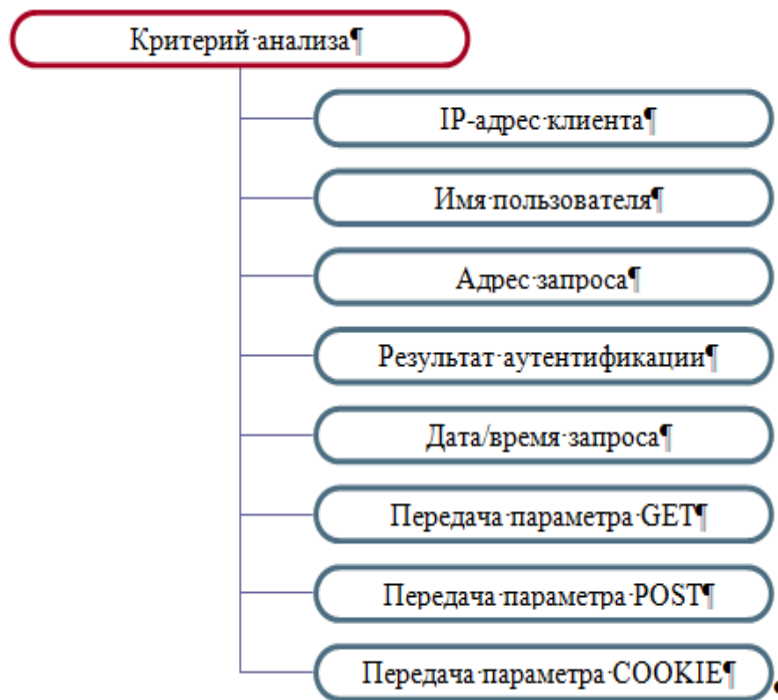 Критерий·анализа¶
IP-адрес·клиента¶
Имя·пользователя¶
Адрес·запроса¶
Результат·аутентификации¶
Дата/время·запроса¶
Передача·параметра·GET¶
Передача·параметра·POST¶
Передача·параметра·COOKIE¶